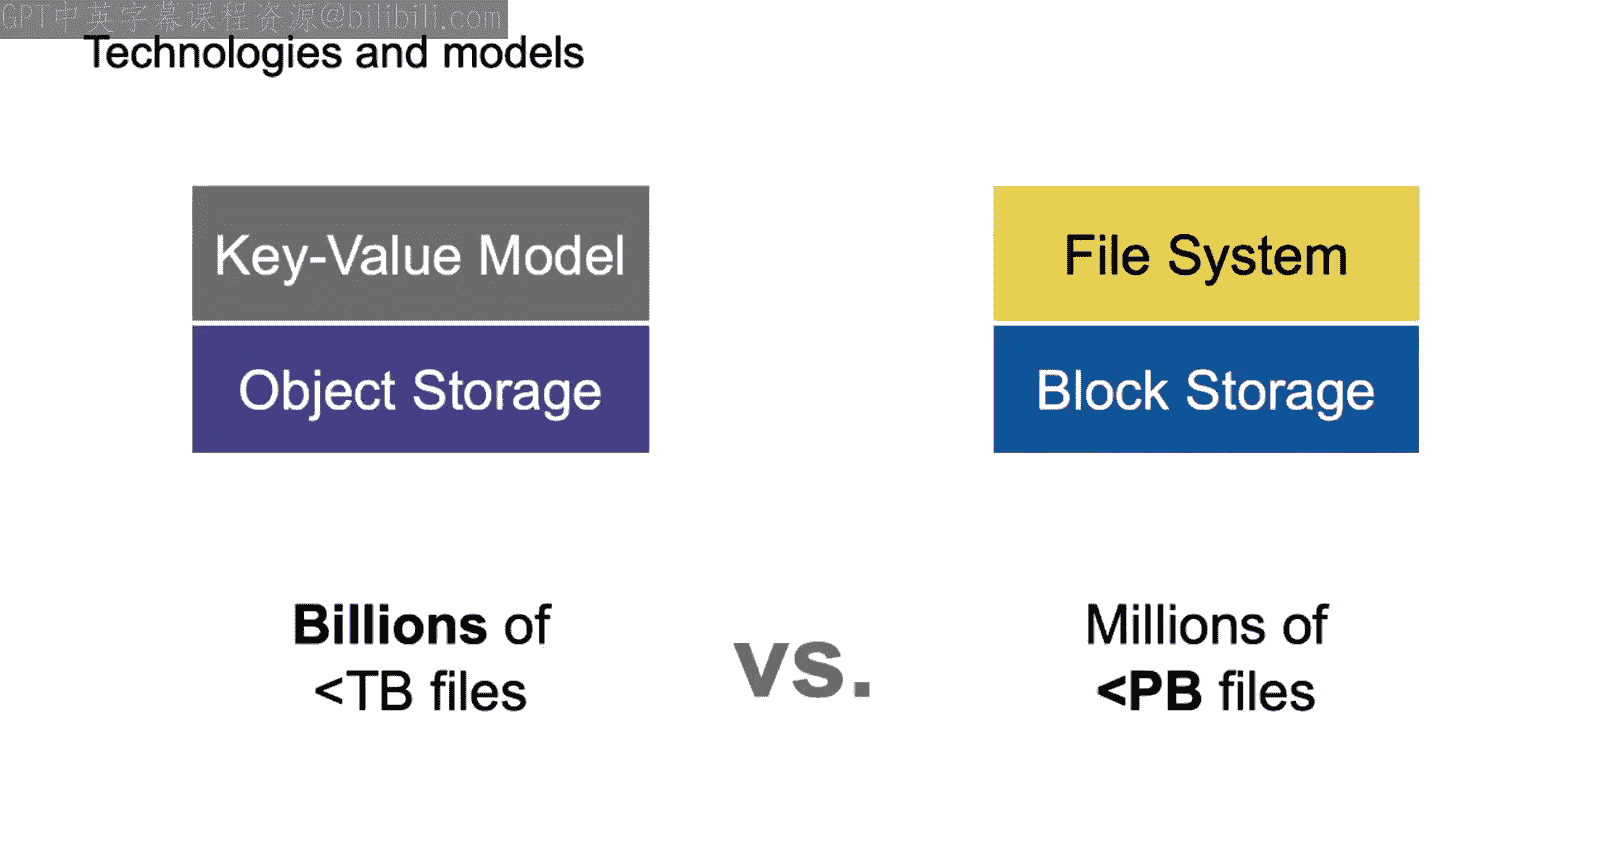 GPT中英字幕课程资源@bilibili.com
Technologies and models
Key-Value Model
File System
Object Storage
Block Storage
Billions of
<TB files
vs.
Millions of
<PB files